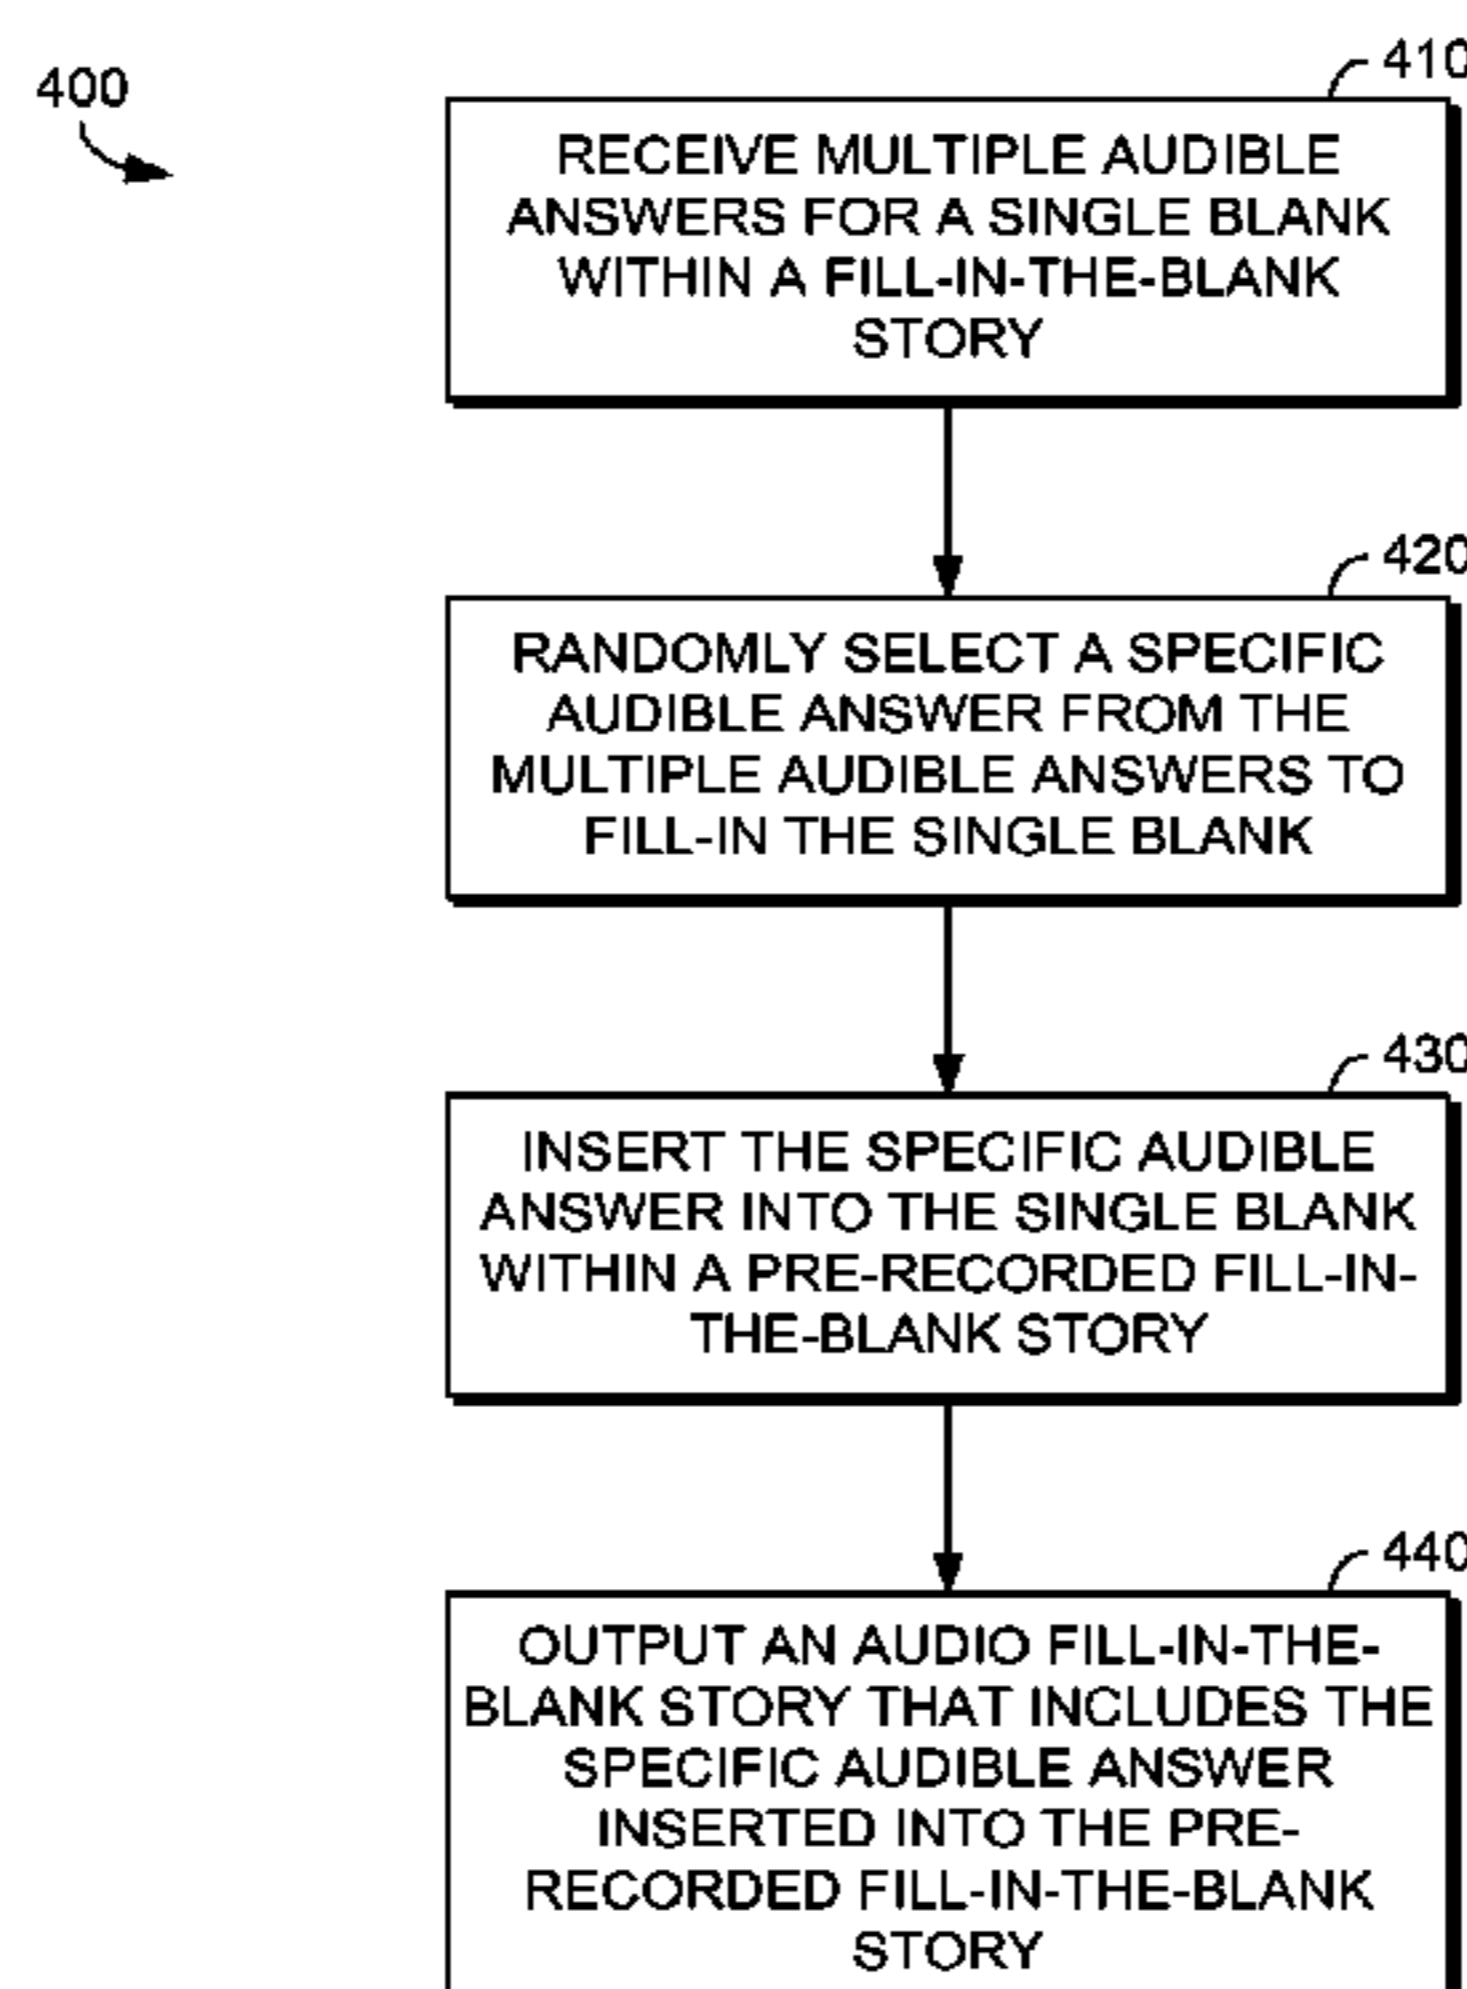 400
410
RECEIVE MULTIPLE AUDIBLE
ANSWERS FOR A SINGLE BLANK
WITHIN A FILL-IN-THE-BLANK
STORY
420
RANDOMLY SELECT A SPECIFIC
AUDIBLE ANSWER FROM THE
MULTIPLE AUDIBLE ANSWERS TO
FILL-IN THE SINGLE BLANK
430
INSERT THE SPECIFIC AUDIBLE
ANSWER INTO THE SINGLE BLANK
WITHIN A PRE-RECORDED FILL-IN-
THE-BLANK STORY
440
OUTPUT AN AUDIO FILL-IN-THE-
BLANK STORY THAT INCLUDES THE
SPECIFIC AUDIBLE ANSWER
INSERTED INTO THE PRE-
RECORDED FILL-IN-THE-BLANK
STORY